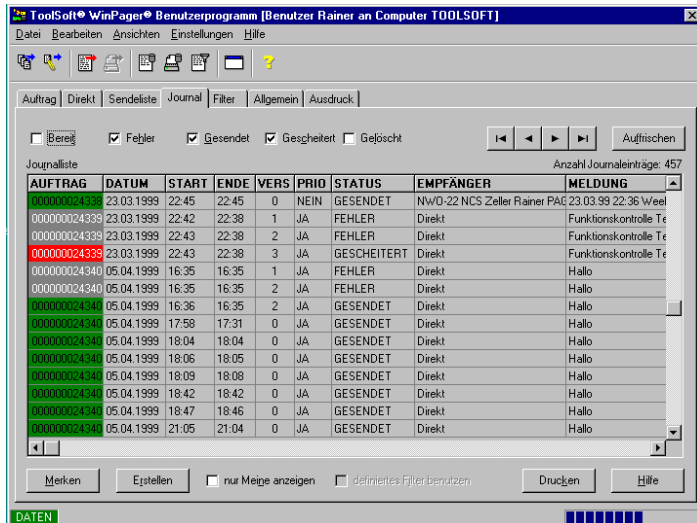 ToolSoft® WinPager® Benutzerprogramm [Benutzer Rainer an Computer TOOLSOFT]
Datei Bearbeiten Ansichten Einstellungen Hilfe
Auftrag Direkt Sendeliste Journal Filter Allgemein Ausdruck
Bereit Fehler Gesendet Gescheitert Gelöscht Auffrischen
Journalliste Anzahl Journaleinträge: 457
AUFTRAG DATUM START ENDE VERS PRIO STATUS EMPFÄNGER MELDUNG
000000024338 23.03.1999 22:45 22:45 0 NEIN GESENDET NWO-22 NCS Zeller Rainer PAG 23.03.99 22:36 Weel
000000024339 23.03.1999 22:42 22:38 1 JA FEHLER Direkt Funktionskontrolle Te
000000024339 23.03.1999 22:43 22:38 2 JA FEHLER Direkt Funktionskontrolle Te
000000024339 23.03.1999 22:43 22:38 3 JA GESCHEITERT Direkt Funktionskontrolle Te
000000024340 05.04.1999 16:35 16:35 1 JA FEHLER Direkt Hallo
000000024340 05.04.1999 16:35 16:35 2 JA FEHLER Direkt Hallo
000000024340 05.04.1999 16:36 16:35 2 JA GESENDET Direkt Hallo
000000024340 05.04.1999 17:58 17:31 0 JA GESENDET Direkt Hallo
000000024340 05.04.1999 18:04 18:04 0 JA GESENDET Direkt Hallo
000000024340 05.04.1999 18:06 18:05 0 JA GESENDET Direkt Hallo
000000024340 05.04.1999 18:09 18:08 0 JA GESENDET Direkt Hallo
000000024340 05.04.1999 18:42 18:42 0 JA GESENDET Direkt Hallo
000000024340 05.04.1999 18:47 18:46 0 JA GESENDET Direkt Hallo
000000024340 05.04.1999 21:05 21:04 0 JA GESENDET Direkt Hallo
Merken Erstellen nur Meine anzeigen definiertes Filter benutzen Drucken Hilfe
DATEN